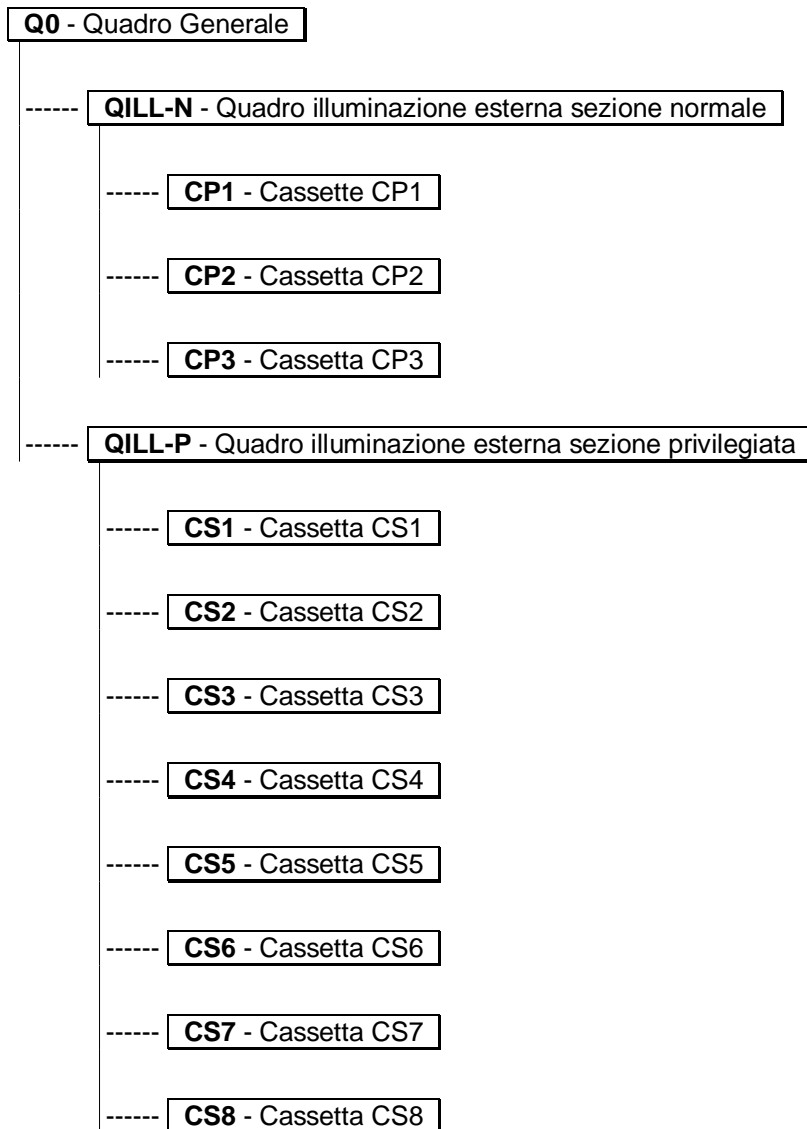 Q0 - Quadro Generale
------ QILL-N - Quadro illuminazione esterna sezione normale
------ CP1 - Cassette CP1
------ CP2 - Cassetta CP2
------ CP3 - Cassetta CP3
------ QILL-P - Quadro illuminazione esterna sezione privilegiata
------ CS1 - Cassetta CS1
------ CS2 - Cassetta CS2
------ CS3 - Cassetta CS3
------ CS4 - Cassetta CS4
------ CS5 - Cassetta CS5
------ CS6 - Cassetta CS6
------ CS7 - Cassetta CS7
------ CS8 - Cassetta CS8